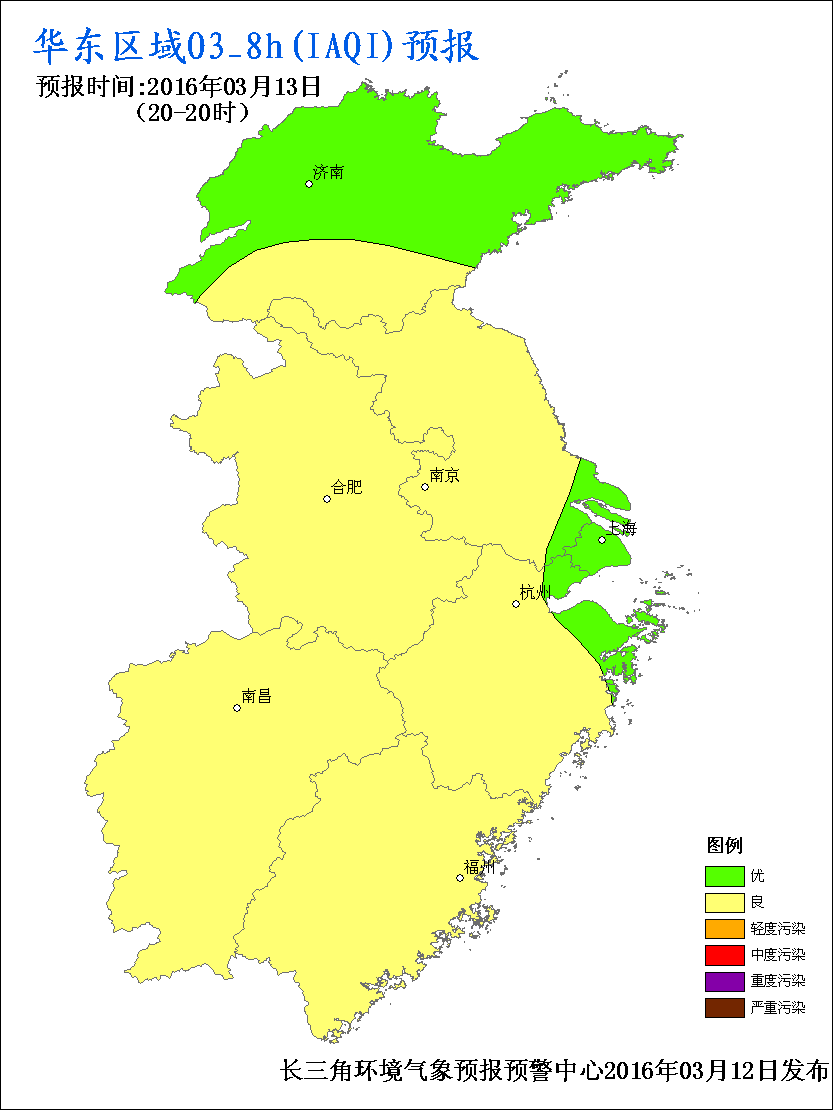 华东区域O3_8h(IAQI)预报
预报时间:2016年03月13日
(20-20时)
济南
南京
合肥
上海
杭州
南昌
福州
图例
优
良
轻度污染
中度污染
重度污染
严重污染
长三角环境气象预报预警中心2016年03月12日发布